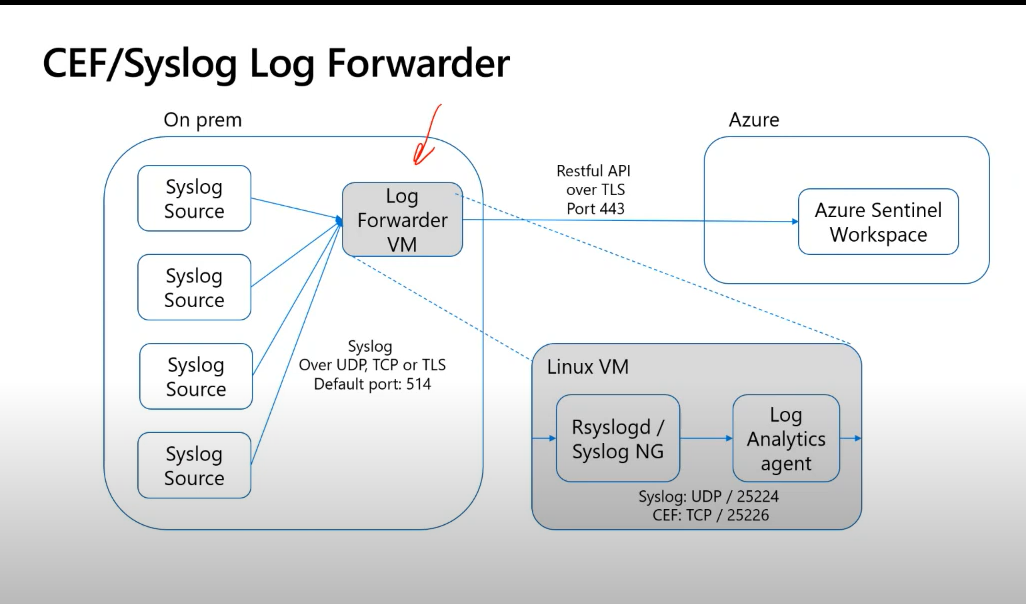 CEF/Syslog Log Forwarder
On prem
Azure
Syslog
Source
Log
Forwarder
VM
Restful API
over TLS
Port 443
Azure Sentinel
Workspace
Syslog
Source
Syslog
Source
Syslog
Over UDP, TCP or TLS
Default port: 514
Linux VM
Rsyslogd /
Syslog NG
Log
Analytics
agent
Syslog
Source
Syslog: UDP / 25224
CEF: TCP / 25226